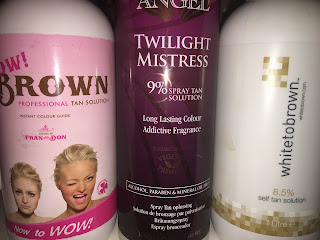 OW!
BROWN
PROFESSIONAL TAN SOLUTION
INSTANT COLOUR GUIDE
FRAN and DON
Now to WOW!
ANGEL
TWILIGHT
MISTRESS
9% SPRAY TAN
SOLUTION
Long Lasting Colour
Addictive Fragrance
ALCOHOL, PARABEN & MINERAL OIL FREE
Spray Tan oplossing
Solution de bronzage par pulvérisation
Bräunungsspray
Espray bronceador
whitetobrown.
8.5%
self tan solution
1 Litre